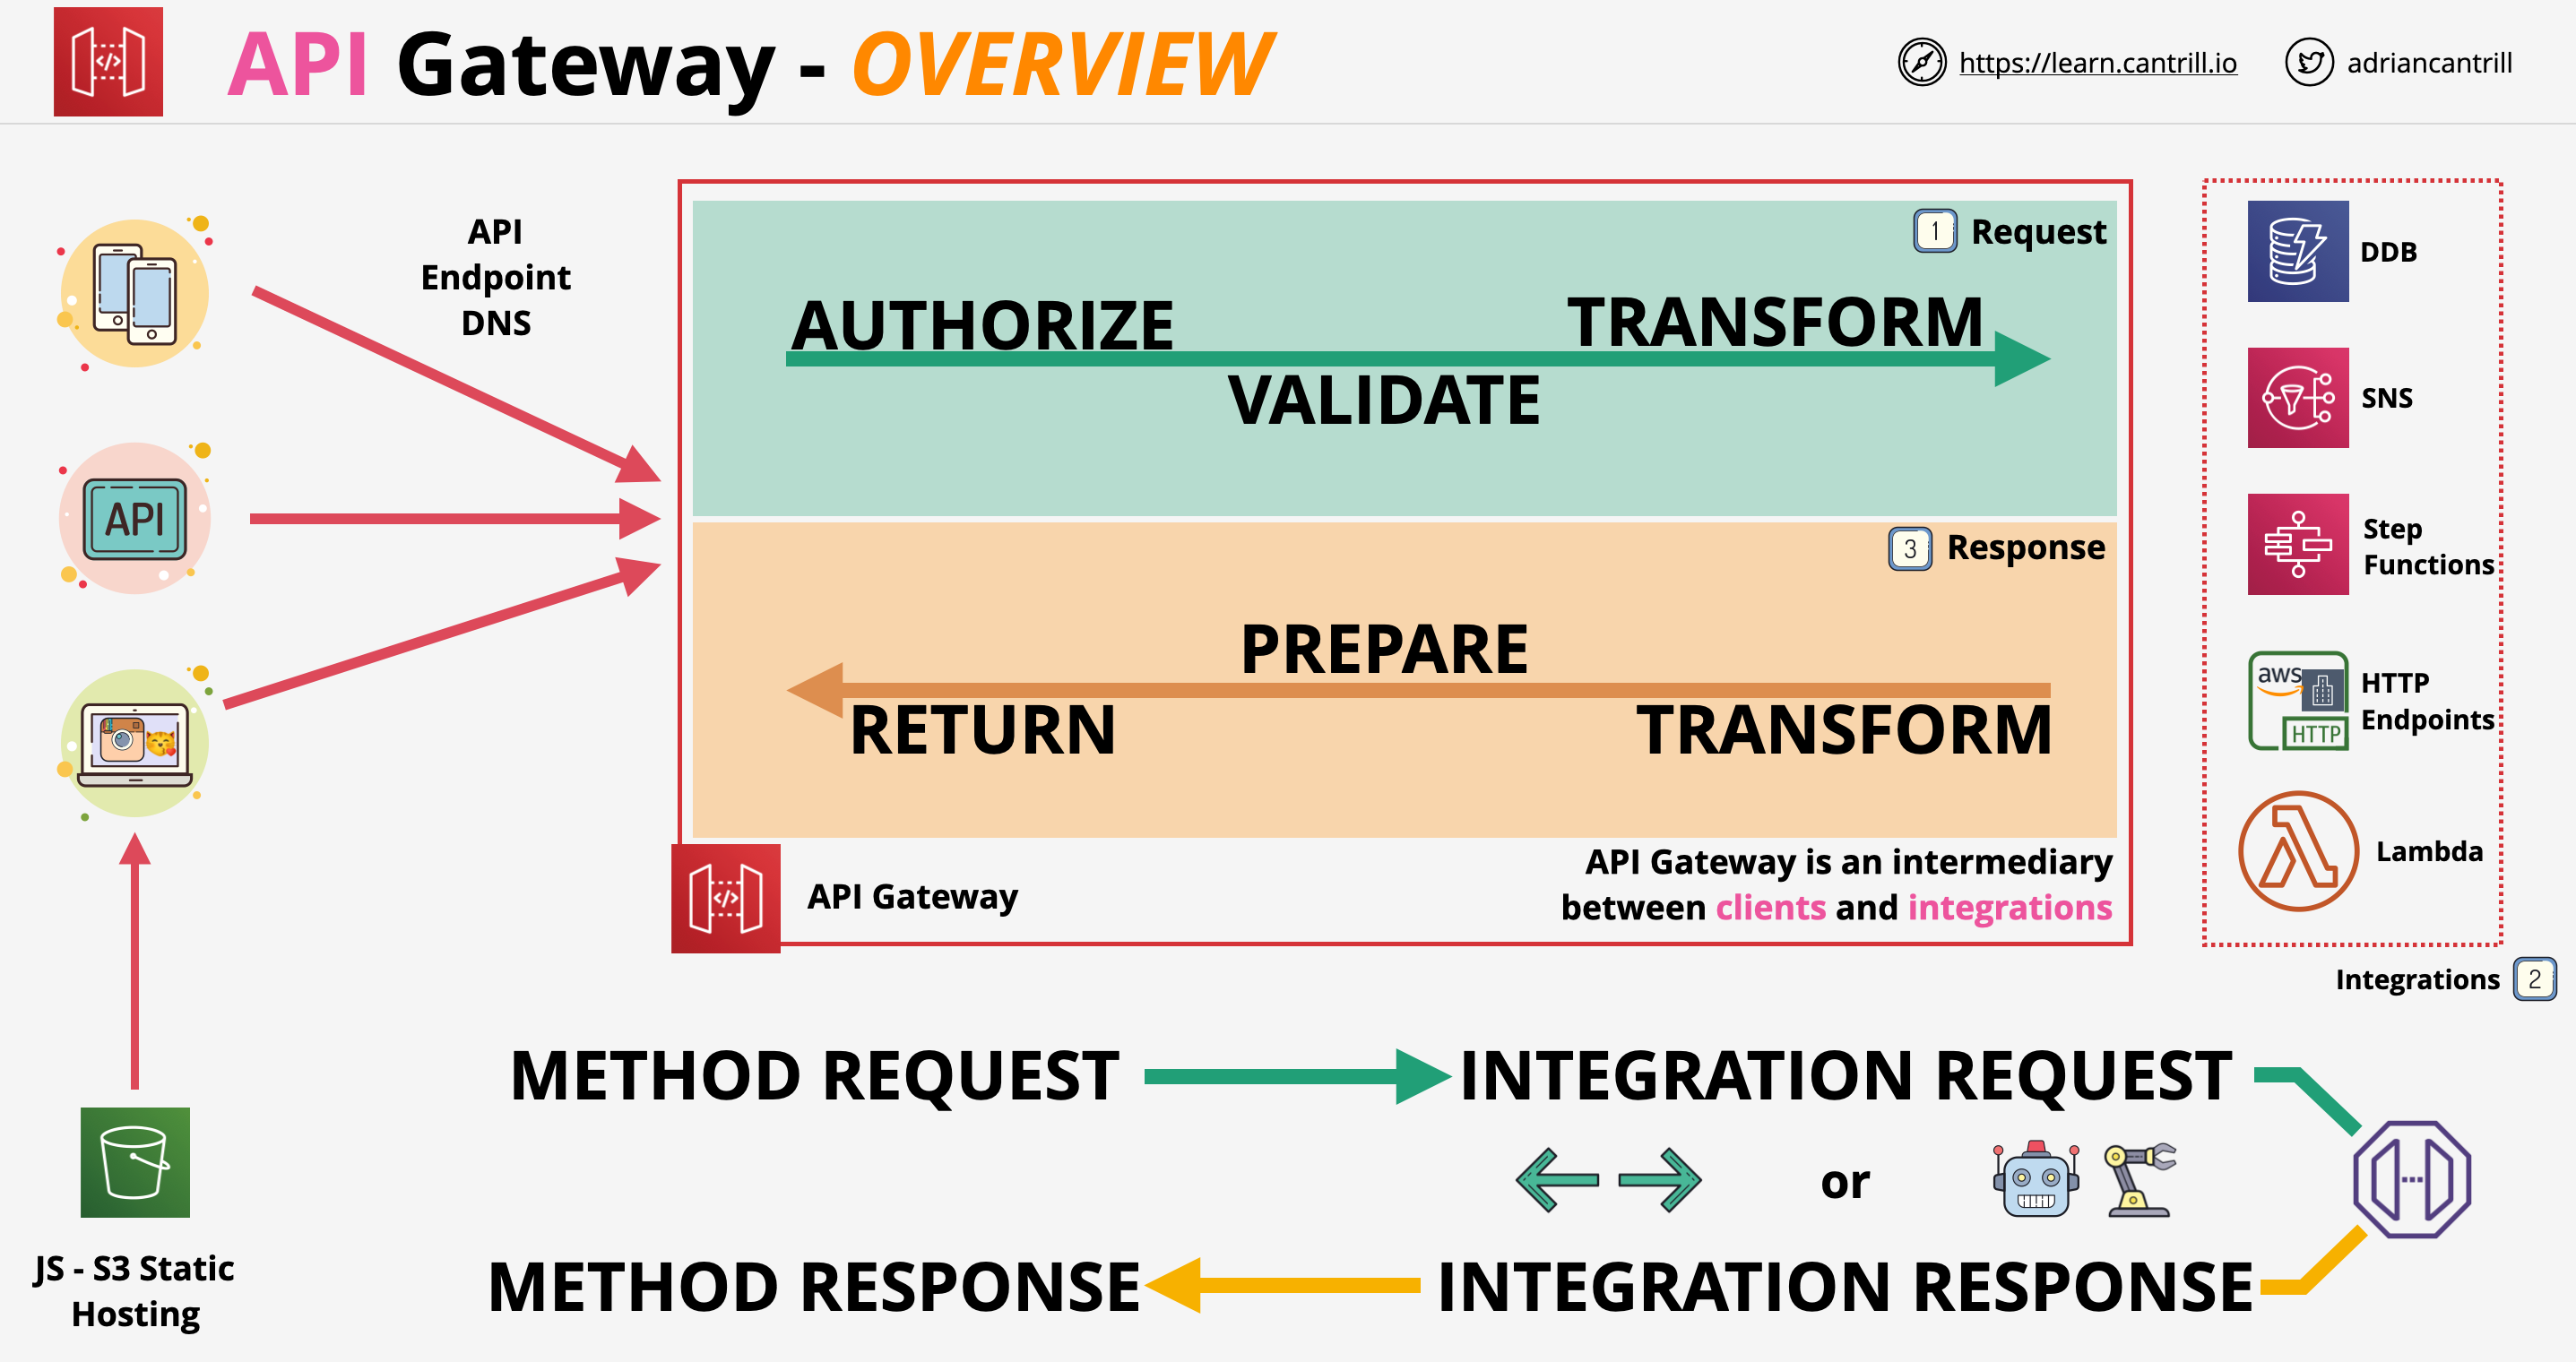 API Gateway - OVERVIEW
https://learn.cantrill.io
adriancantrill
API
Endpoint
DNS
1 Request
AUTHORIZE
TRANSFORM
VALIDATE
3 Response
PREPARE
RETURN
TRANSFORM
API Gateway
API Gateway is an intermediary
between clients and integrations
DDB
SNS
Step
Functions
aws
HTTP
HTTP
Endpoints
Lambda
Integrations 2
API
METHOD REQUEST
INTEGRATION REQUEST
or
METHOD RESPONSE
INTEGRATION RESPONSE
JS - S3 Static
Hosting